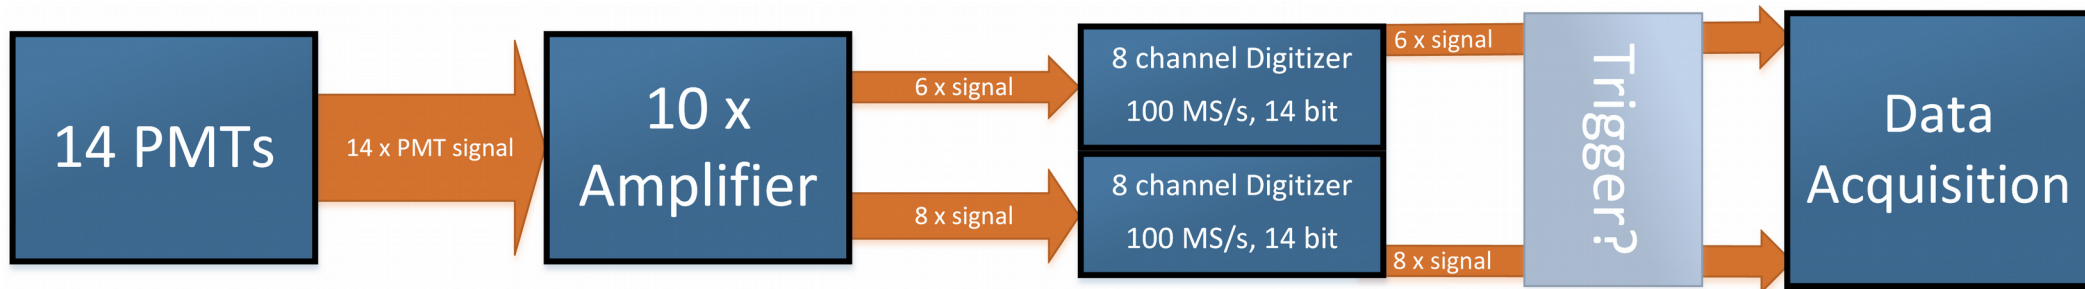 14 PMTs
14 x PMT signal
10 x
Amplifier
6 x signal
8 x signal
8 channel Digitizer
100 MS/s, 14 bit
8 channel Digitizer
100 MS/s, 14 bit
6 x signal
8 x signal
Trigger?
Data
Acquisition